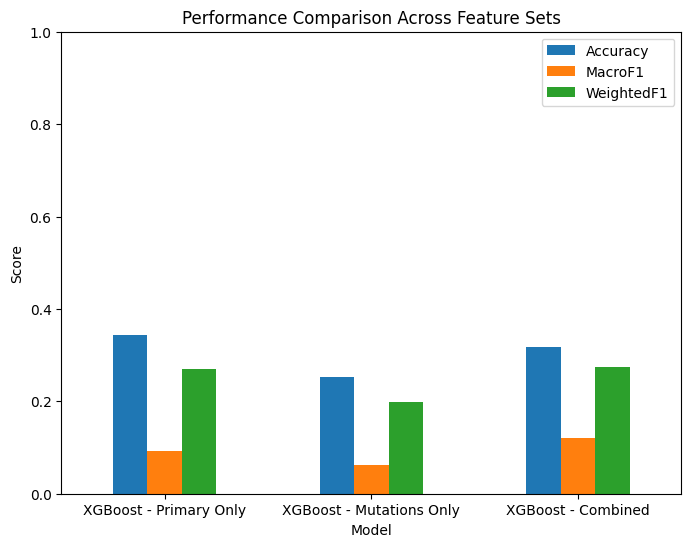 Performance Comparison Across Feature Sets
Accuracy
MacroF1
WeightedF1
1.0
0.8
0.6
0.4
0.2
0.0
Score
XGBoost - Primary Only
XGBoost - Mutations Only
XGBoost - Combined
Model